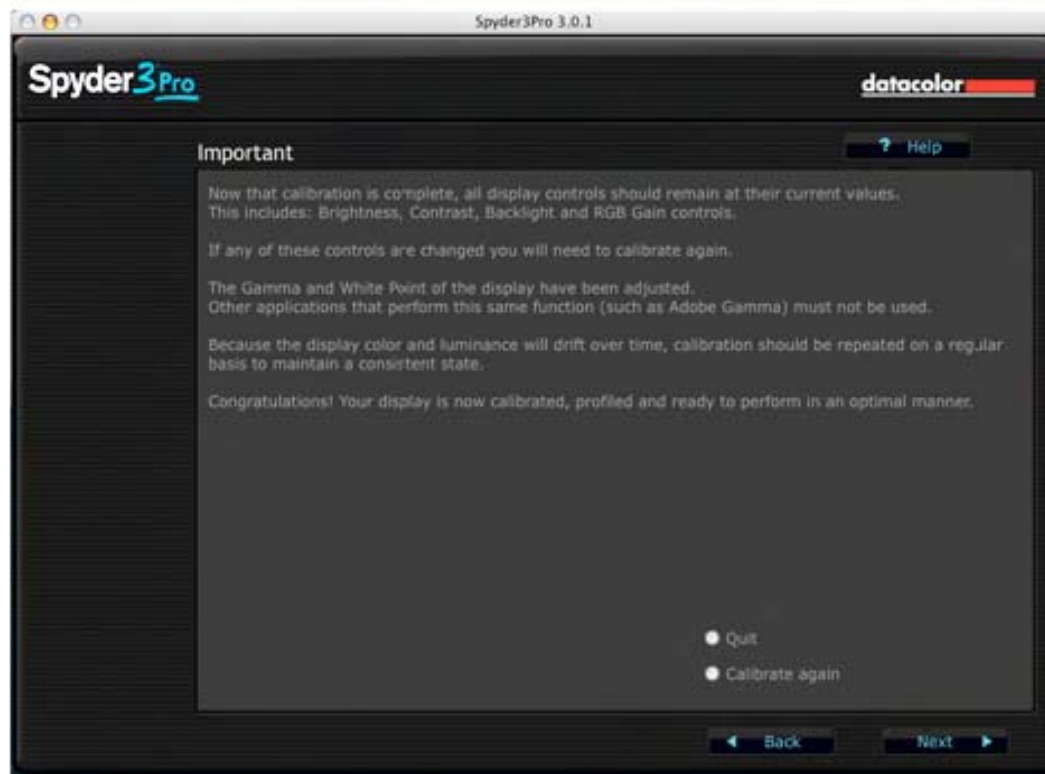 Spyder3Pro 3.0.1
Spyder3Pro
datacolor
? Help
Important
Now that calibration is complete, all display controls should remain at their current values.
This includes: Brightness, Contrast, Backlight and RGB Gain controls.
If any of these controls are changed you will need to calibrate again.
The Gamma and White Point of the display have been adjusted.
Other applications that perform this same function (such as Adobe Gamma) must not be used.
Because the display color and luminance will drift over time, calibration should be repeated on a regular
basis to maintain a consistent state.
Congratulations! Your display is now calibrated, profiled and ready to perform in an optimal manner.
Quit
Calibrate again
Back
Next